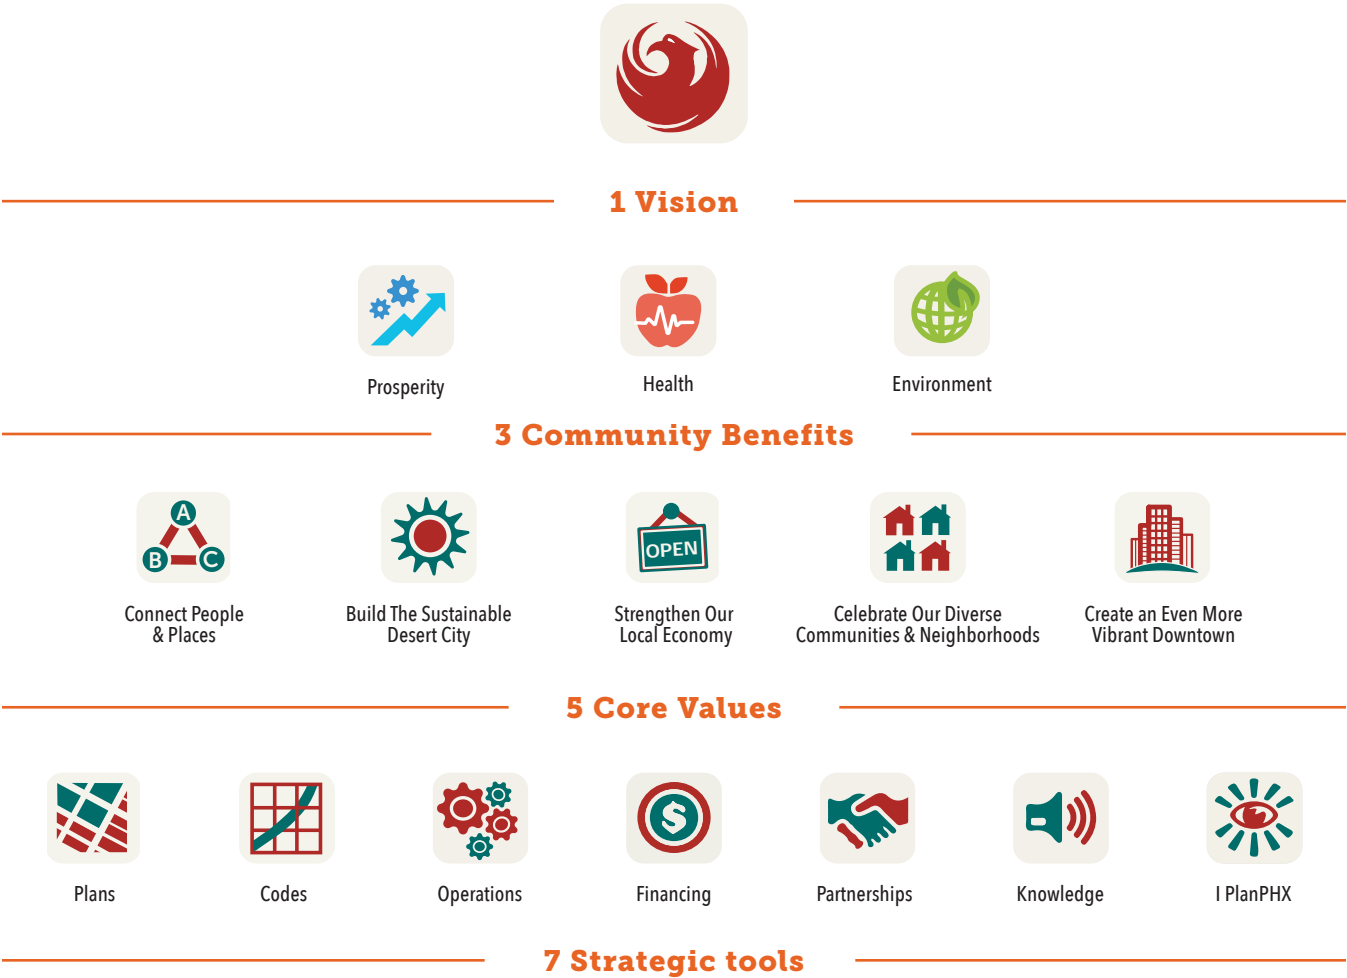 1 Vision
Prosperity
Health
Environment
3 Community Benefits
A
B
C
OPEN
Connect People
& Places
Build The Sustainable
Desert City
Strengthen Our
Local Economy
Celebrate Our Diverse
Communities & Neighborhoods
Create an Even More
Vibrant Downtown
5 Core Values
$
Plans
Codes
Operations
Financing
Partnerships
Knowledge
I PlanPHX
7 Strategic tools